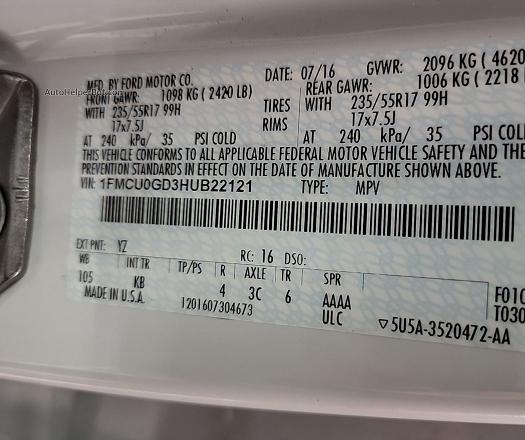 AutoHelperBot.com
MFD. BY FORD MOTOR CO. DATE: 07/16 GVWR: 2096 KG ( 4620
FRONT GAWR: 1098 KG ( 2420 LB) REAR GAWR: 1006 KG ( 2218
WITH 235/55R17 99H TIRES WITH 235/55R17 99H
17x7.5J RIMS 17x7.5J
AT 240 kPa/ 35 PSI COLD AT 240 kPa/ 35 PSI COL
THIS VEHICLE CONFORMS TO ALL APPLICABLE FEDERAL MOTOR VEHICLE SAFETY AND THE
PREVENTION STANDARDS IN EFFECT ON THE DATE OF MANUFACTURE SHOWN ABOVE.
VIN: 1FMCU0GD3HUB22121 TYPE: MPV
EXT PNT: YZ RC: 16 DSO:
WB INT TR TP/PS R AXLE TR SPR
105 KB 4 3C 6 AAAA F010
MADE IN U.S.A. 1201607304673 ULC ▽5U5A-3520472-AA T030